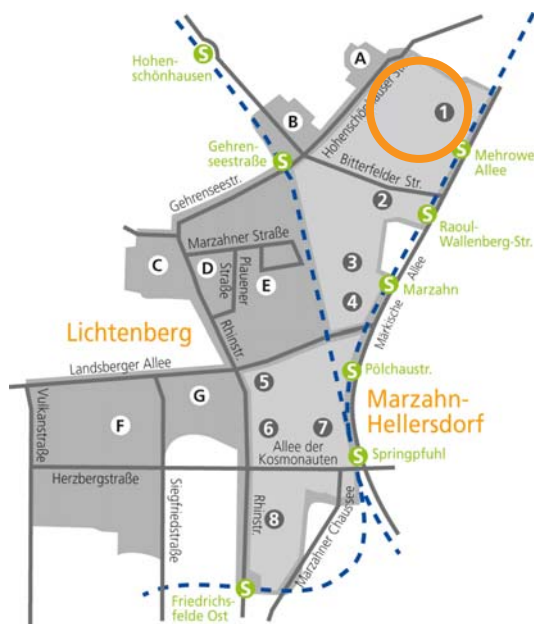 Hohen-
schönhausen
S
A
Hohenschönhauser Str.
1
B
S
Mehrower
Allee
Gehren-
seestraße
S
Bitterfelder Str.
Gehrenseestr.
2
S
Raoul-
Wallenberg-Str.
Marzahner Straße
C
D
Plauener
Straße
E
3
4
S
Marzahn
Märkische Allee
Lichtenberg
Rhinstr.
Landsberger Allee
S
Pölchaustr.
5
G
Marzahn-
Hellersdorf
Vulkanstraße
F
6
7
Allee der
Kosmonauten
S
Springpfuhl
Herzbergstraße
Siegfriedstraße
Rhinstr.
8
Marzahner Chaussee
S
Friedrichs-
felde Ost